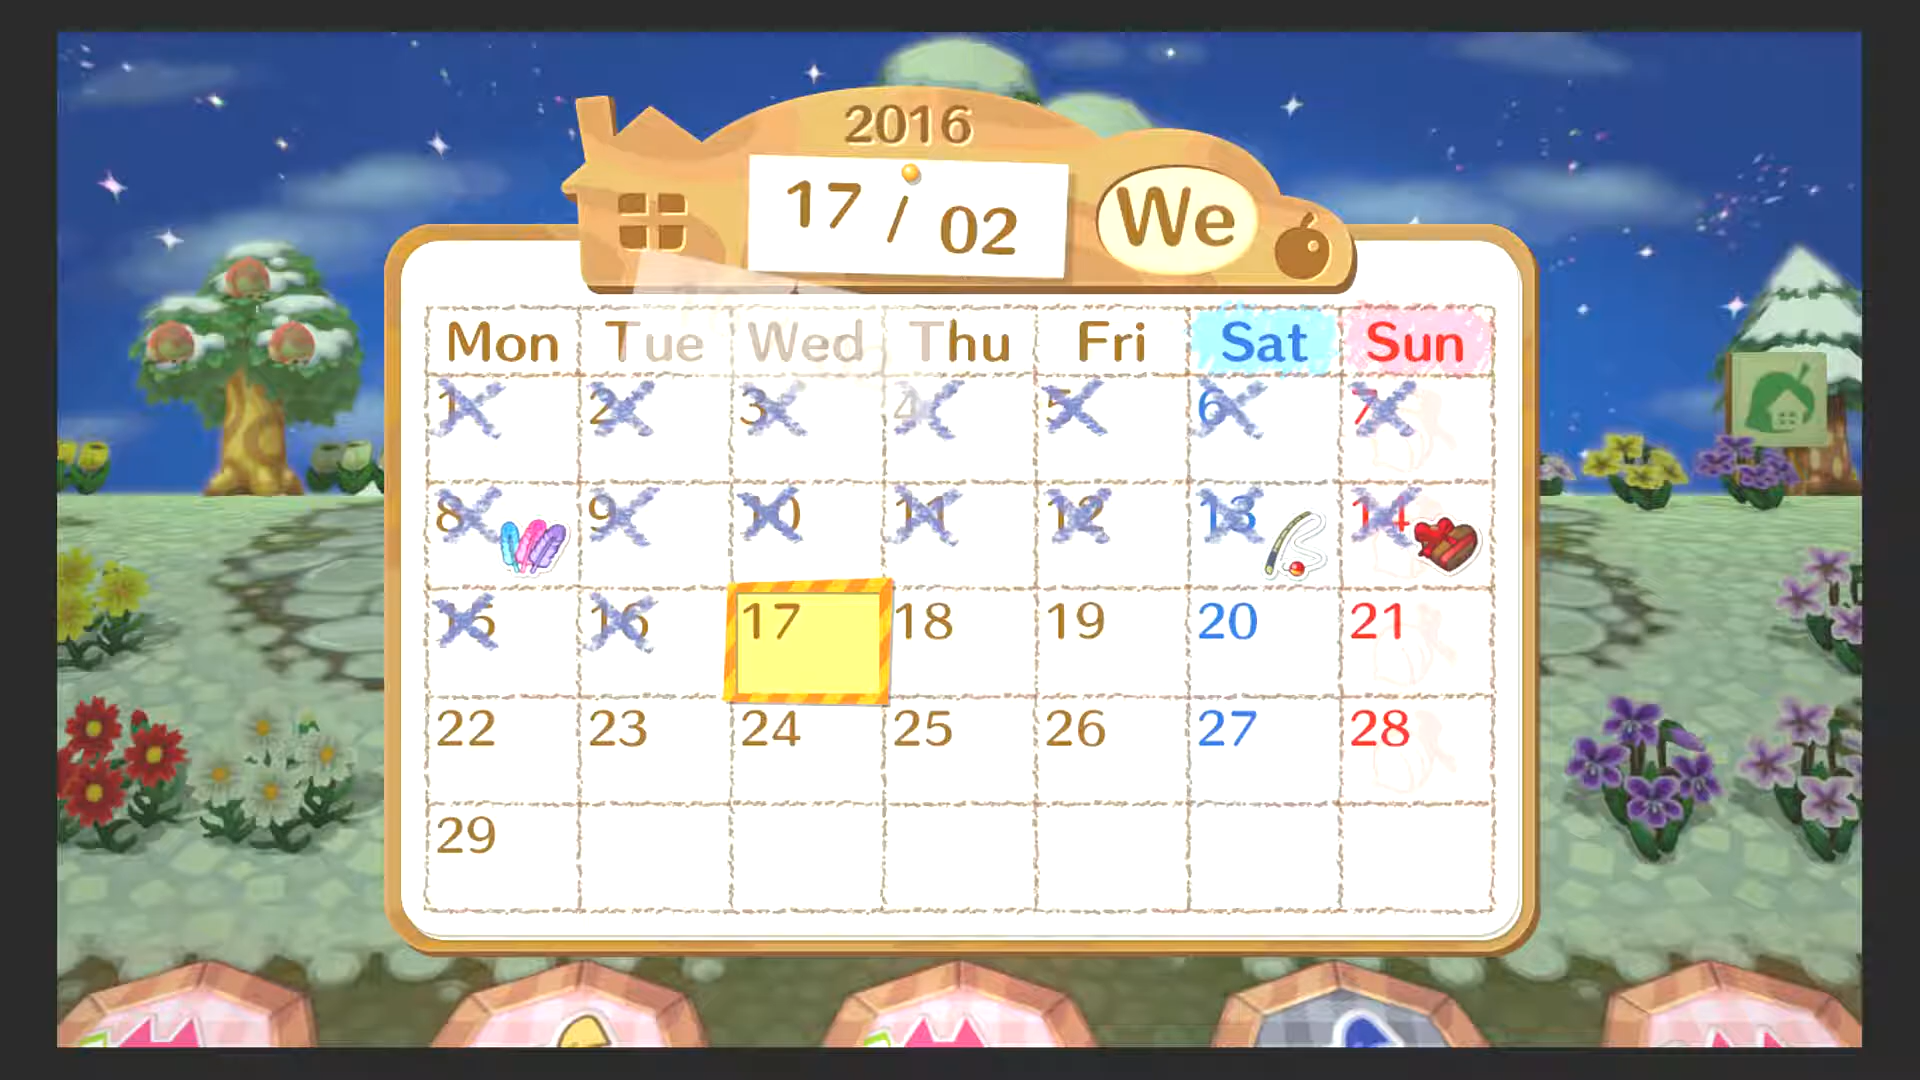 2016
17 / 02 We
Mon Tue Wed Thu Fri Sat Sun
1 2 3 4 5 6 7
8 9 10 11 12 13 14
15 16 17 18 19 20 21
22 23 24 25 26 27 28
29